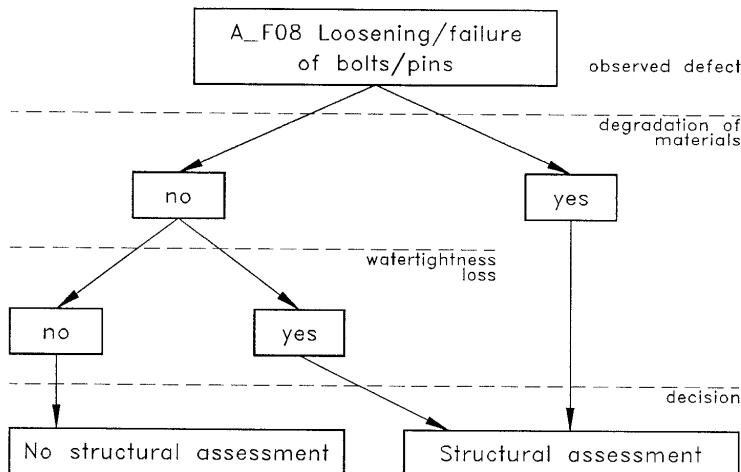 A_F08 Loosening/failure
of bolts/pins
observed defect
degradation of
materials
no
yes
watertightness
loss
no
yes
decision
No structural assessment
Structural assessment